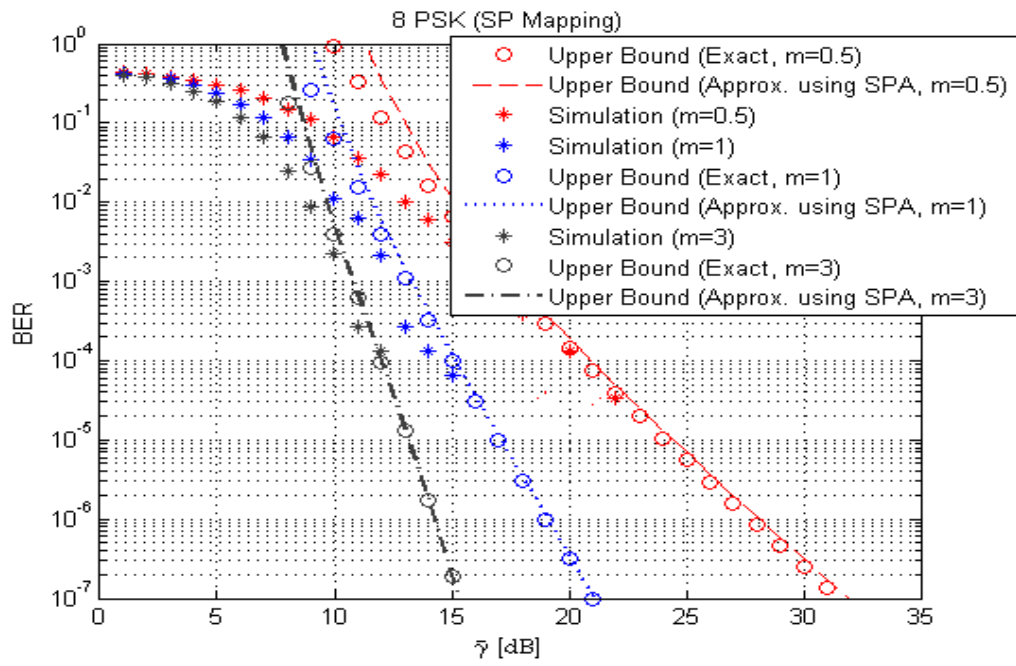 8 PSK (SP Mapping)
10^0
10^-1
10^-2
10^-3
10^-4
10^-5
10^-6
10^-7
BER
Upper Bound (Exact, m=0.5)
Upper Bound (Approx. using SPA, m=0.5)
Simulation (m=0.5)
Simulation (m=1)
Upper Bound (Exact, m=1)
Upper Bound (Approx. using SPA, m=1)
Simulation (m=3)
Upper Bound (Exact, m=3)
Upper Bound (Approx. using SPA, m=3)
0 5 10 15 20 25 30 35
γ̄ [dB]